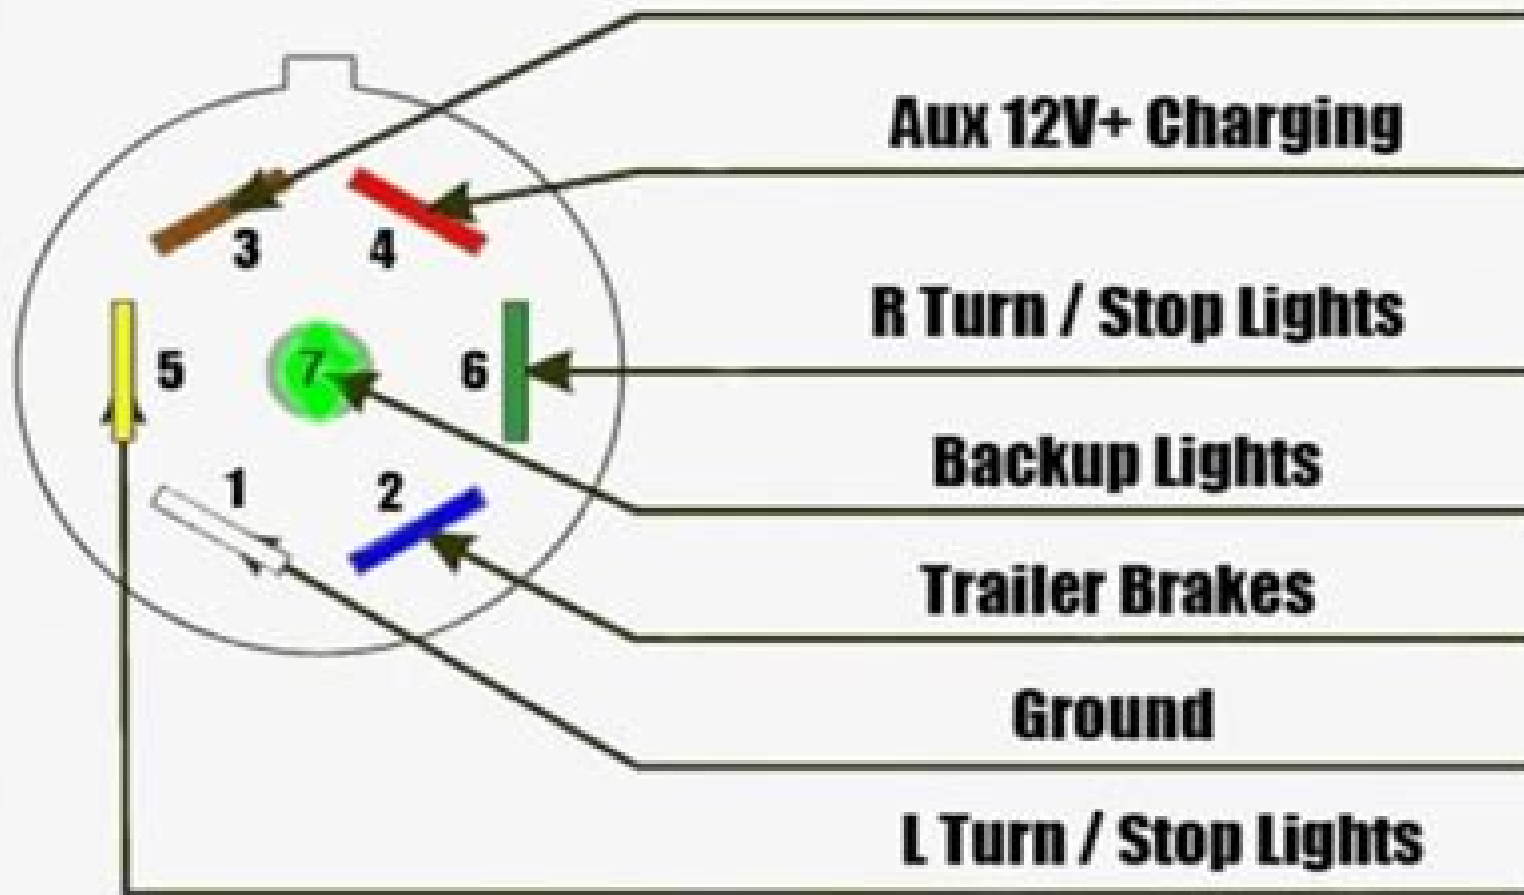 Aux 12V+ Charging
3 4
R Turn / Stop Lights
5 7 6
Backup Lights
1 2
Trailer Brakes
Ground
L Turn / Stop Lights